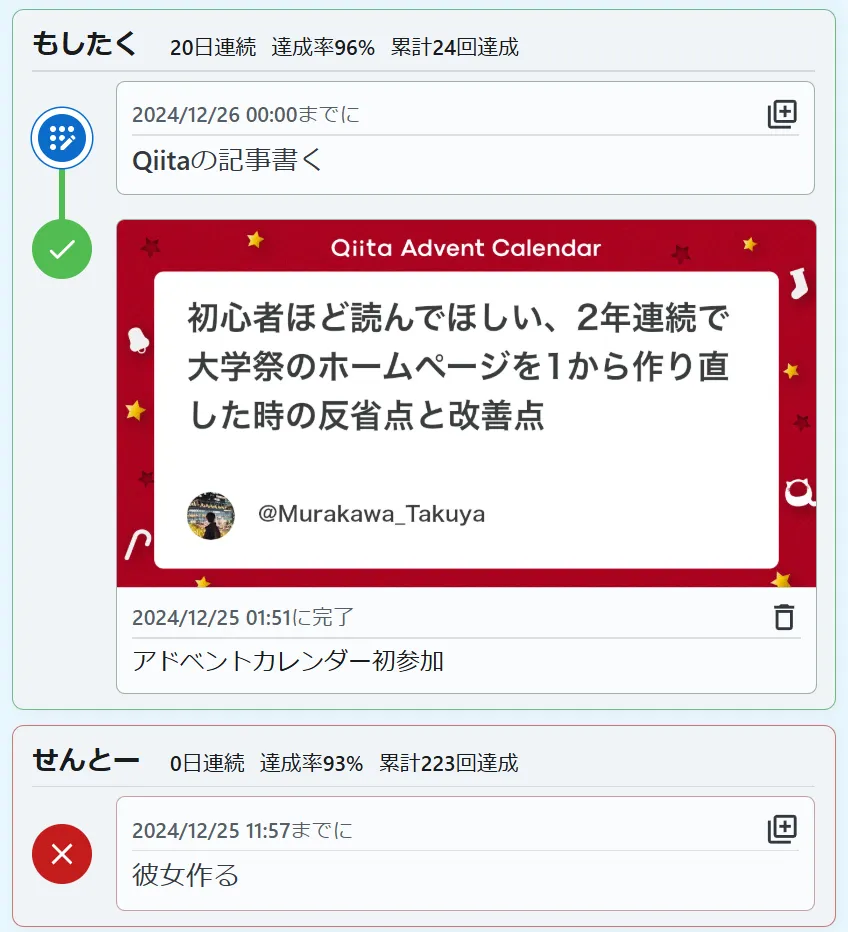 もしたく 20日連続 達成率96% 累計24回達成
2024/12/26 00:00までに
Qiitaの記事書く
Qiita Advent Calendar
初心者ほど読んでほしい、2年連続で
大学祭のホームページを1から作り直
した時の反省点と改善点
@Murakawa_Takuya
2024/12/25 01:51に完了
アドベントカレンダー初参加
せんとー 0日連続 達成率93% 累計223回達成
2024/12/25 11:57までに
彼女作る